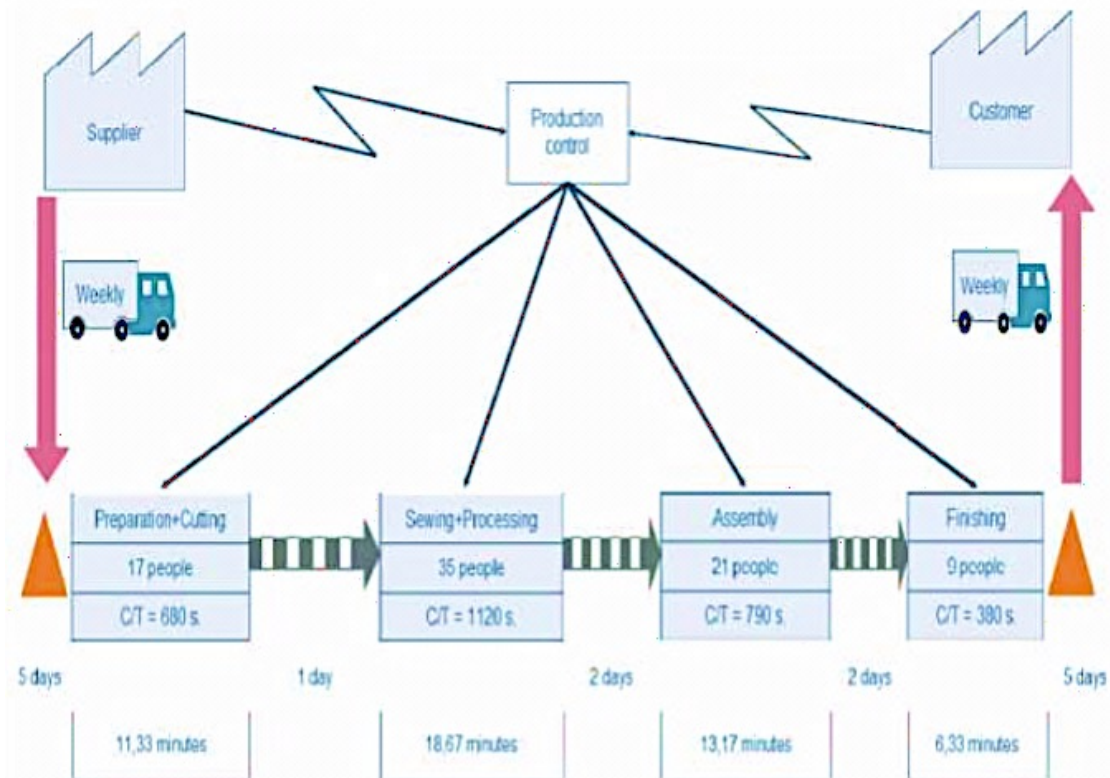 Supplier
Production
control
Customer
Weekly
Weekly
Preparation+Cutting
17 people
C/T = 680 s.
Sewing+Processing
35 people
C/T = 1120 s.
Assembly
21 people
C/T = 790 s.
Finishing
9 people
C/T = 380 s.
5 days
1 day
2 days
2 days
5 days
11,33 minutes
18,67 minutes
13,17 minutes
6,33 minutes